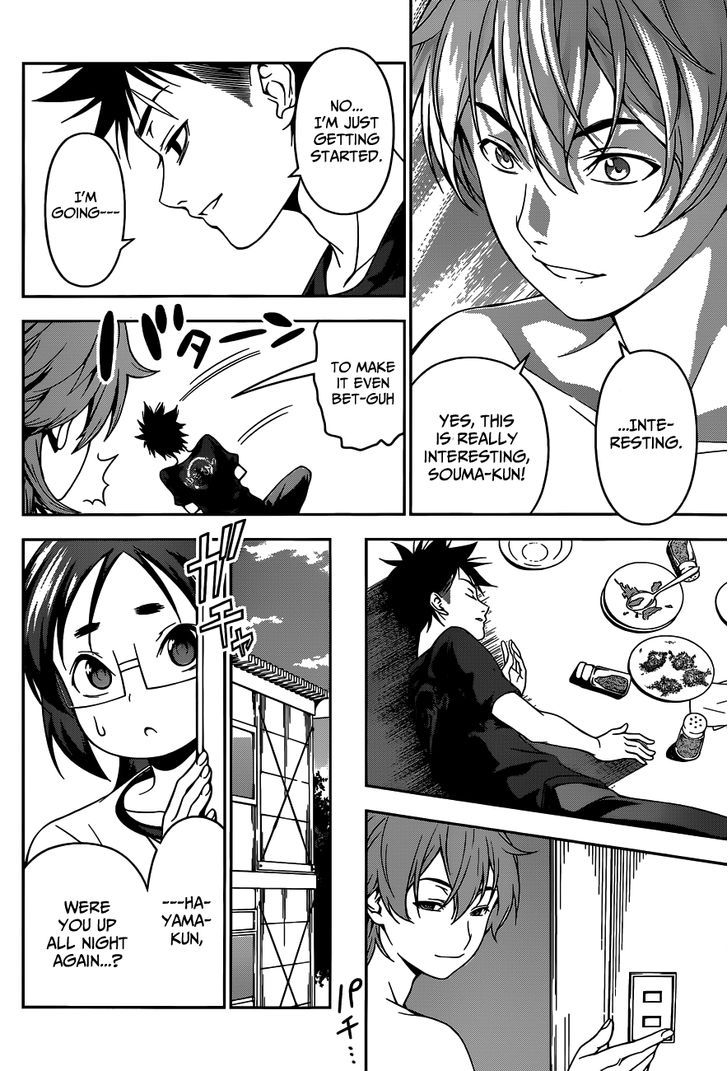 ...INTE-
RESTING.
YES, THIS
IS REALLY
INTERESTING,
SOUMA-KUN!
NO...
I'M JUST
GETTING
STARTED.
I'M
GOING---
TO MAKE
IT EVEN
BET-GUH
バターン
パチ...
ガチャ
---HA-
YAMA-
KUN,
WERE
YOU UP
ALL NIGHT
AGAIN...?